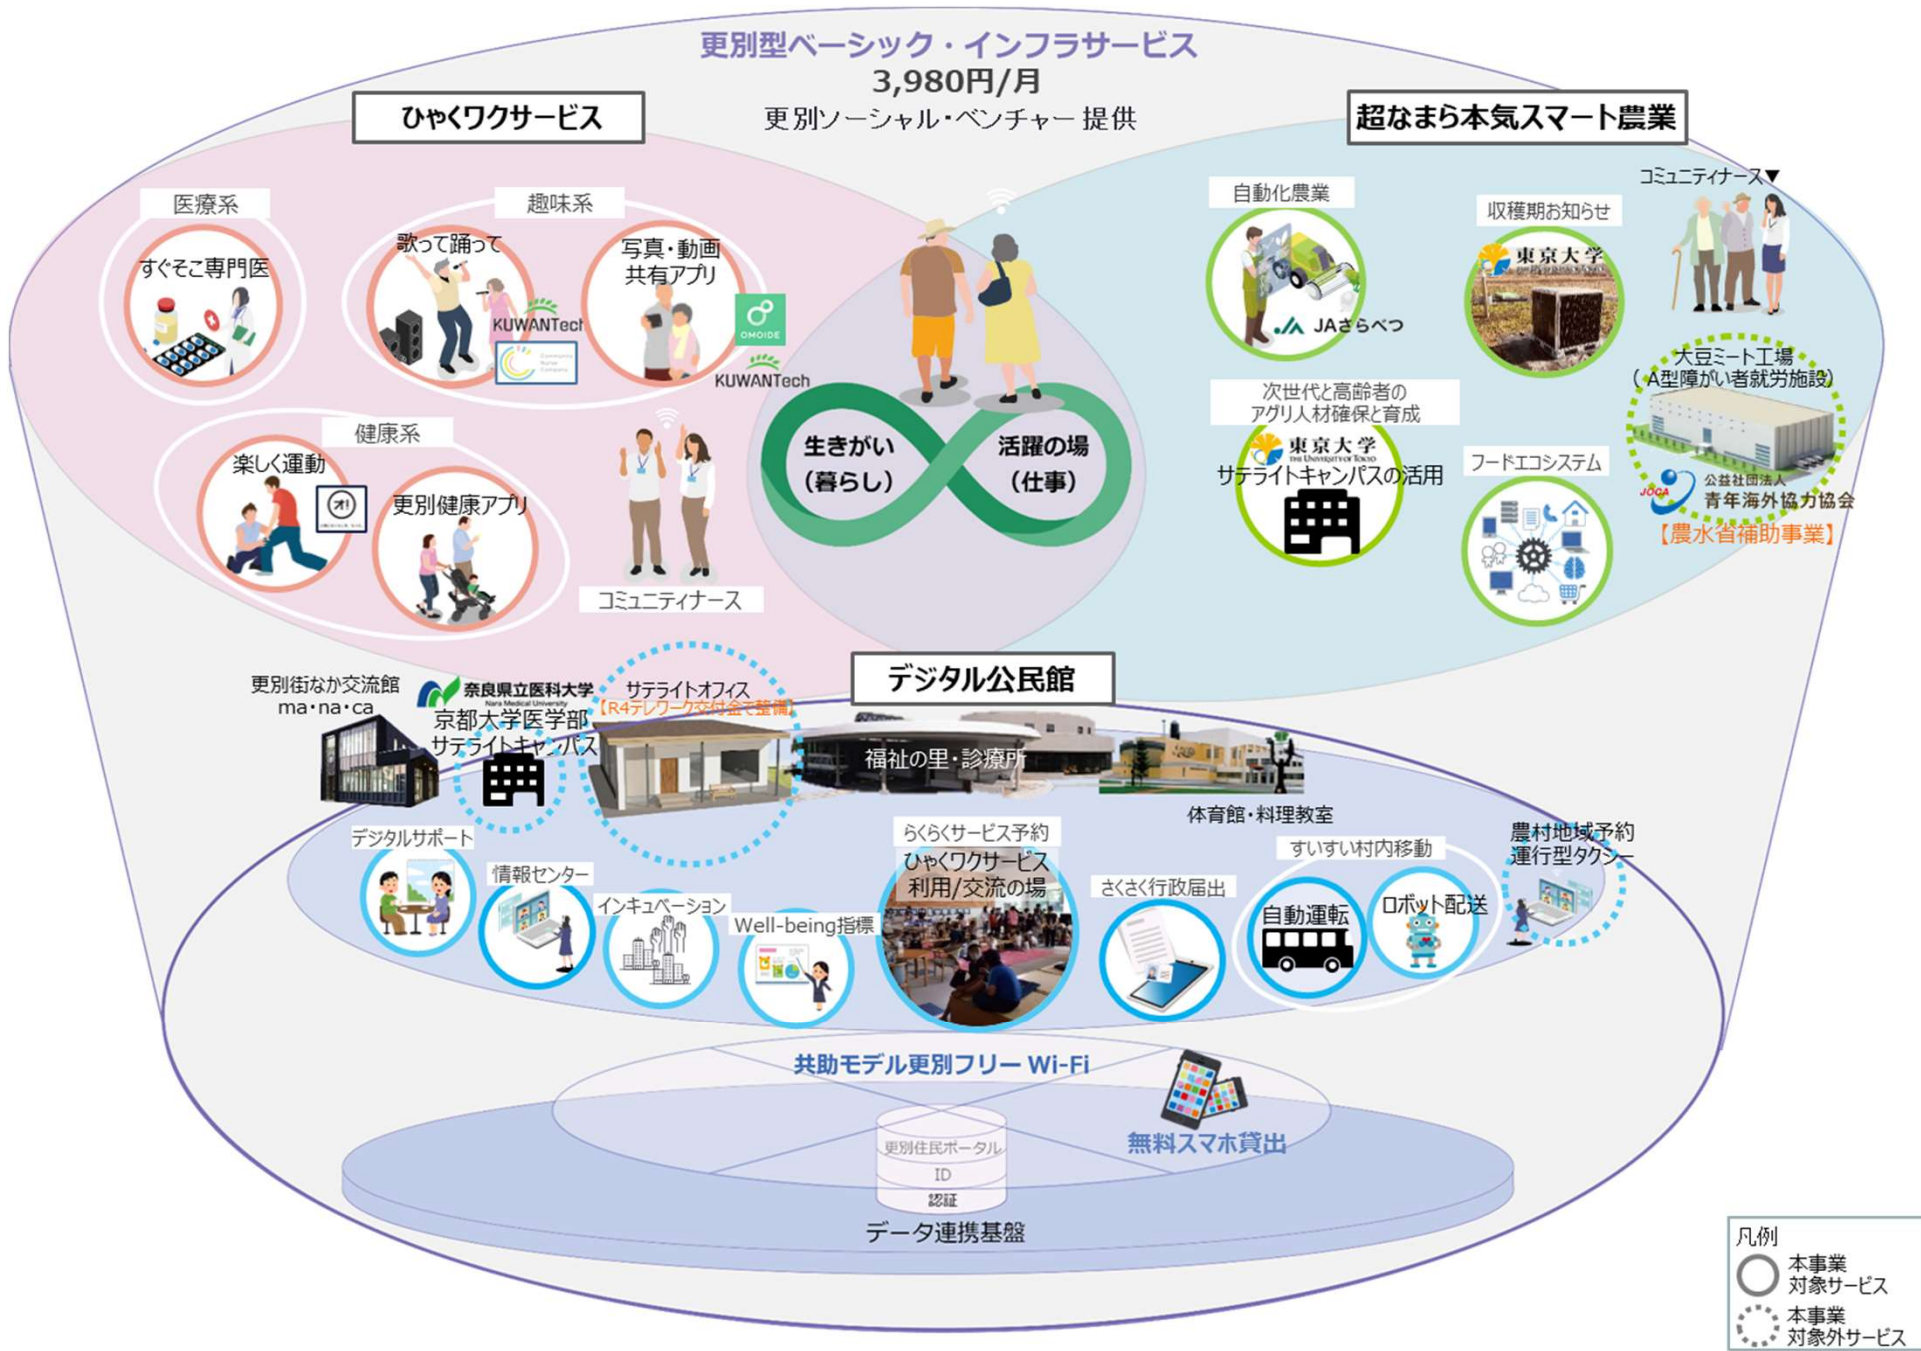 更別型ベーシック・インフラサービス
3,980円/月
更別ソーシャル・ベンチャー 提供
ひゃくワクサービス
超なまら本気スマート農業
医療系
すぐそこ専門医
趣味系
歌って踊って
KUWANTech
Community
Nurse
Company
写真・動画
共有アプリ
OMOIDE
KUWANTech
健康系
楽しく運動
オ!
更別健康アプリ
コミュニティナース
生きがい
(暮らし)
活躍の場
(仕事)
自動化農業
JAさらべつ
収穫期お知らせ
東京大学
コミュニティナース▼
次世代と高齢者の
アグリ人材確保と育成
東京大学
THE UNIVERSITY OF TOKYO
サテライトキャンパスの活用
フードエコシステム
大豆ミート工場
(A型障がい者就労施設)
JOCA
公益社団法人
青年海外協力協会
【農水省補助事業】
デジタル公民館
更別街なか交流館
ma・na・ca
奈良県立医科大学
Nara Medical University
京都大学医学部
サテライトキャンパス
サテライトオフィス
【R4テレワーク交付金で整備】
福祉の里・診療所
体育館・料理教室
デジタルサポート
情報センター
インキュベーション
Well-being指標
らくらくサービス予約
ひゃくワクサービス
利用/交流の場
さくさく行政届出
すいすい村内移動
自動運転
ロボット配送
農村地域予約
運行型タクシー
共助モデル更別フリー Wi-Fi
無料スマホ貸出
更別住民ポータル
ID
認証
データ連携基盤
凡例
本事業
対象サービス
本事業
対象外サービス